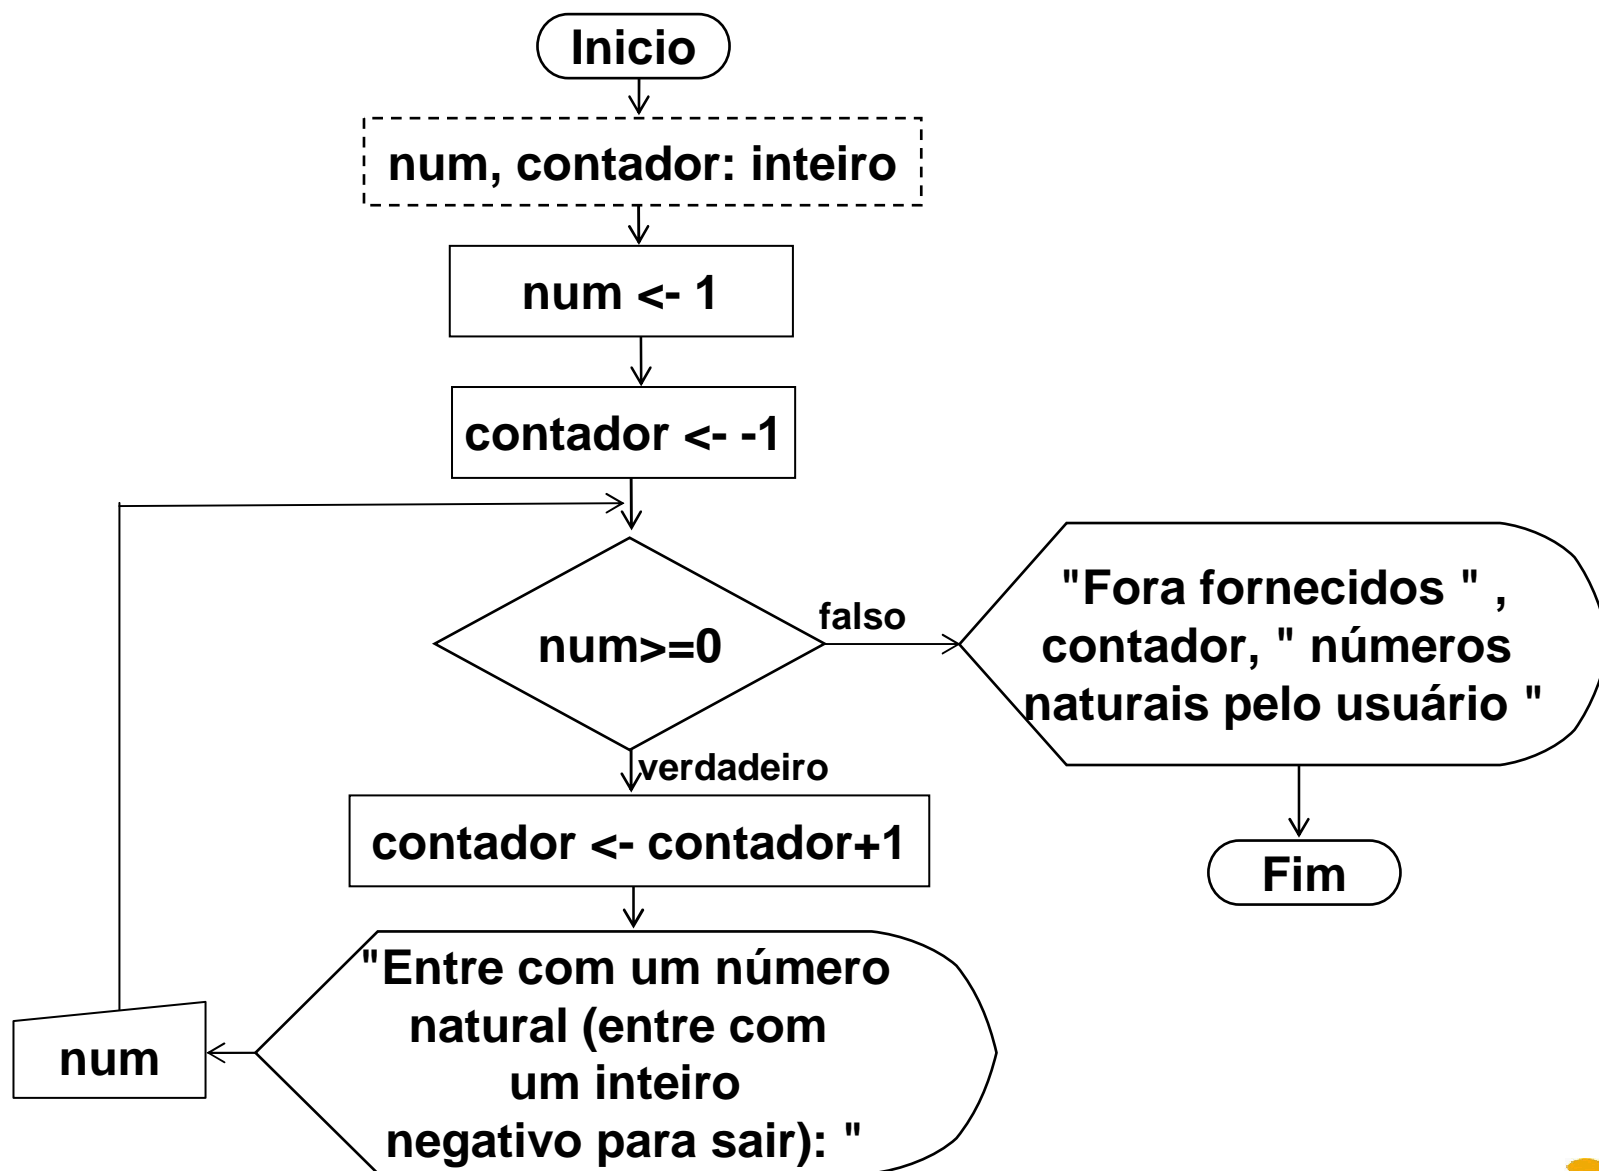 Inicio
num, contador: inteiro
num <- 1
contador <- -1
num>=0
falso
"Fora fornecidos " ,
contador, " números
naturais pelo usuário "
verdadeiro
contador <- contador+1
Fim
"Entre com um número
natural (entre com
um inteiro
negativo para sair): "
num